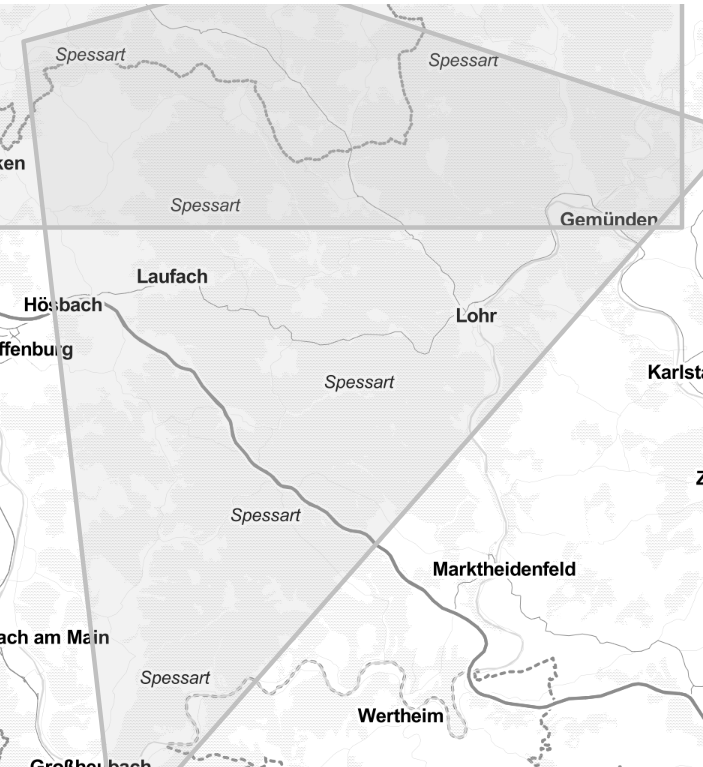 Spessart
Spessart
ken
Spessart
Gemünden
Laufach
Hösbach
Lohr
ffenburg
Karlsta
Spessart
Z
Spessart
Marktheidenfeld
ach am Main
Spessart
Wertheim
Großheubach